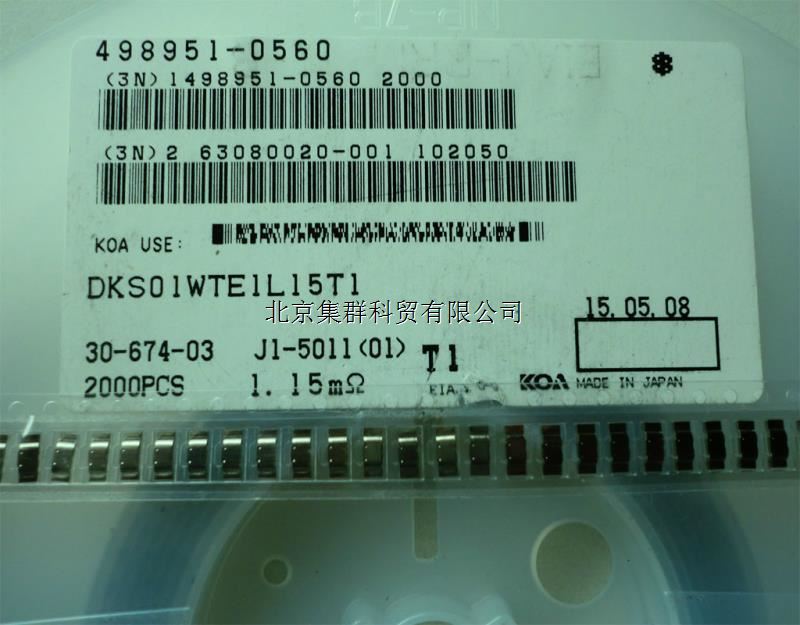 498951-0560
(3N)1498951-0560 2000
(3N)2 63080020-001 102050
KOA USE:
DKS01WTE1L15T1
北京集群科贸有限公司
15.05.08
30-674-03 J1-5011(01) T1
2000PCS 1.15mΩ EIA KOA MADE IN JAPAN